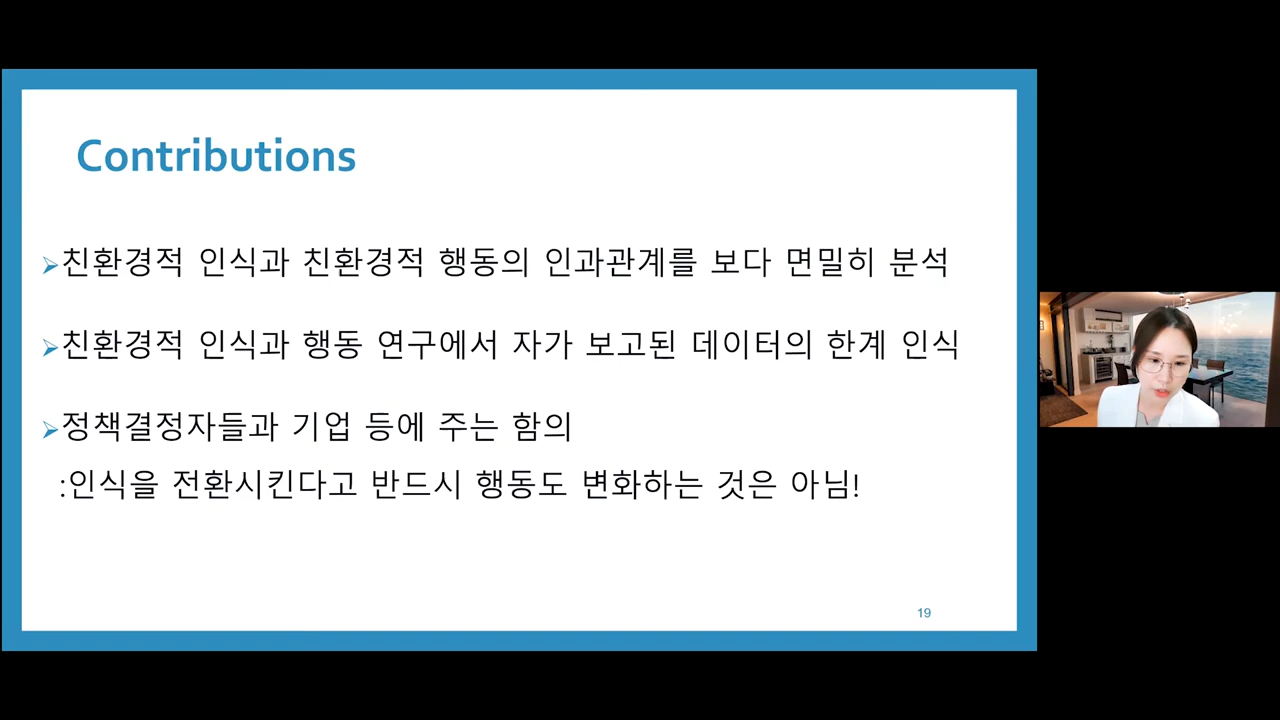 Contributions
➢친환경적 인식과 친환경적 행동의 인과관계를 보다 면밀히 분석
➢친환경적 인식과 행동 연구에서 자가 보고된 데이터의 한계 인식
➢정책결정자들과 기업 등에 주는 함의
:인식을 전환시킨다고 반드시 행동도 변화하는 것은 아님!
19